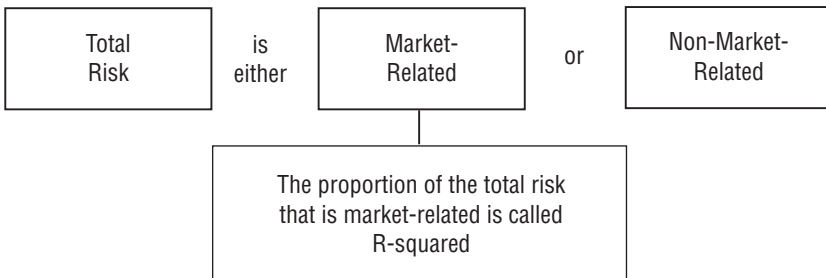 Total
Risk
is
either
Market-
Related
or
Non-Market-
Related
The proportion of the total risk
that is market-related is called
R-squared